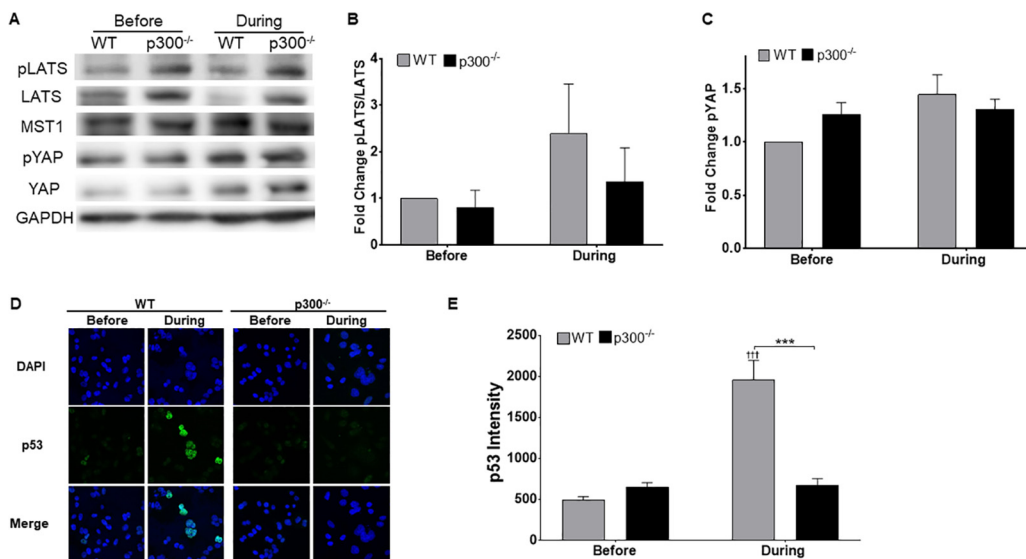 A
Before During
WT p300-/- WT p300-/-
pLATS
LATS
MST1
pYAP
YAP
GAPDH
B
WT p300-/-
Fold Change pLATS/LATS
4
3
2
1
0
Before During
C
WT p300-/-
Fold Change pYAP
1.5
1.0
0.5
0.0
Before During
D
WT p300-/-
Before During Before During
DAPI
p53
Merge
E
WT p300-/-
p53 Intensity
2500
2000
1500
1000
500
0
††† ***
Before During